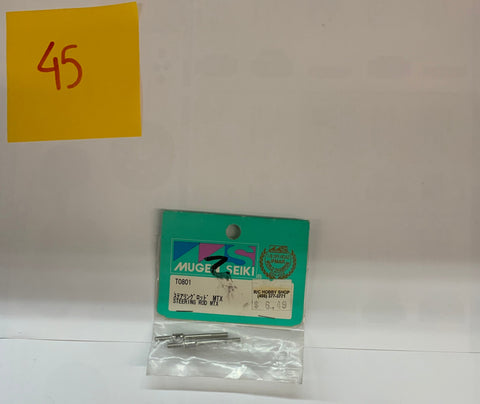 45
2
MUGEN SEIKI
T0801
ステアリングロッド MTX
STEERING ROD MTX
R/C HOBBY SHOP
$ 6.49